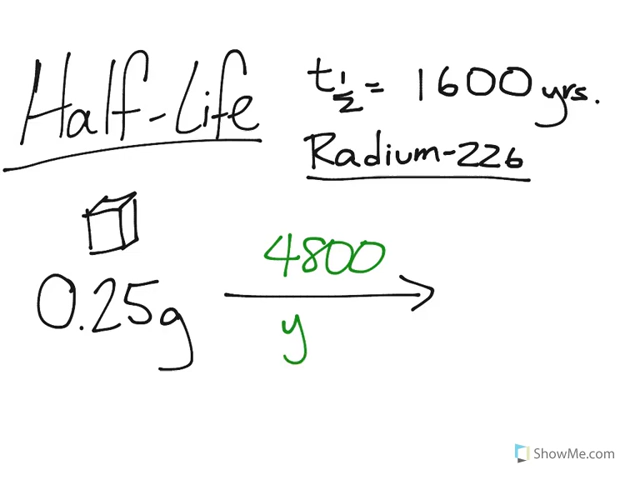 Half-Life
t½ = 1600 yrs.
Radium-226
4800
0.25g
y
ShowMe.com